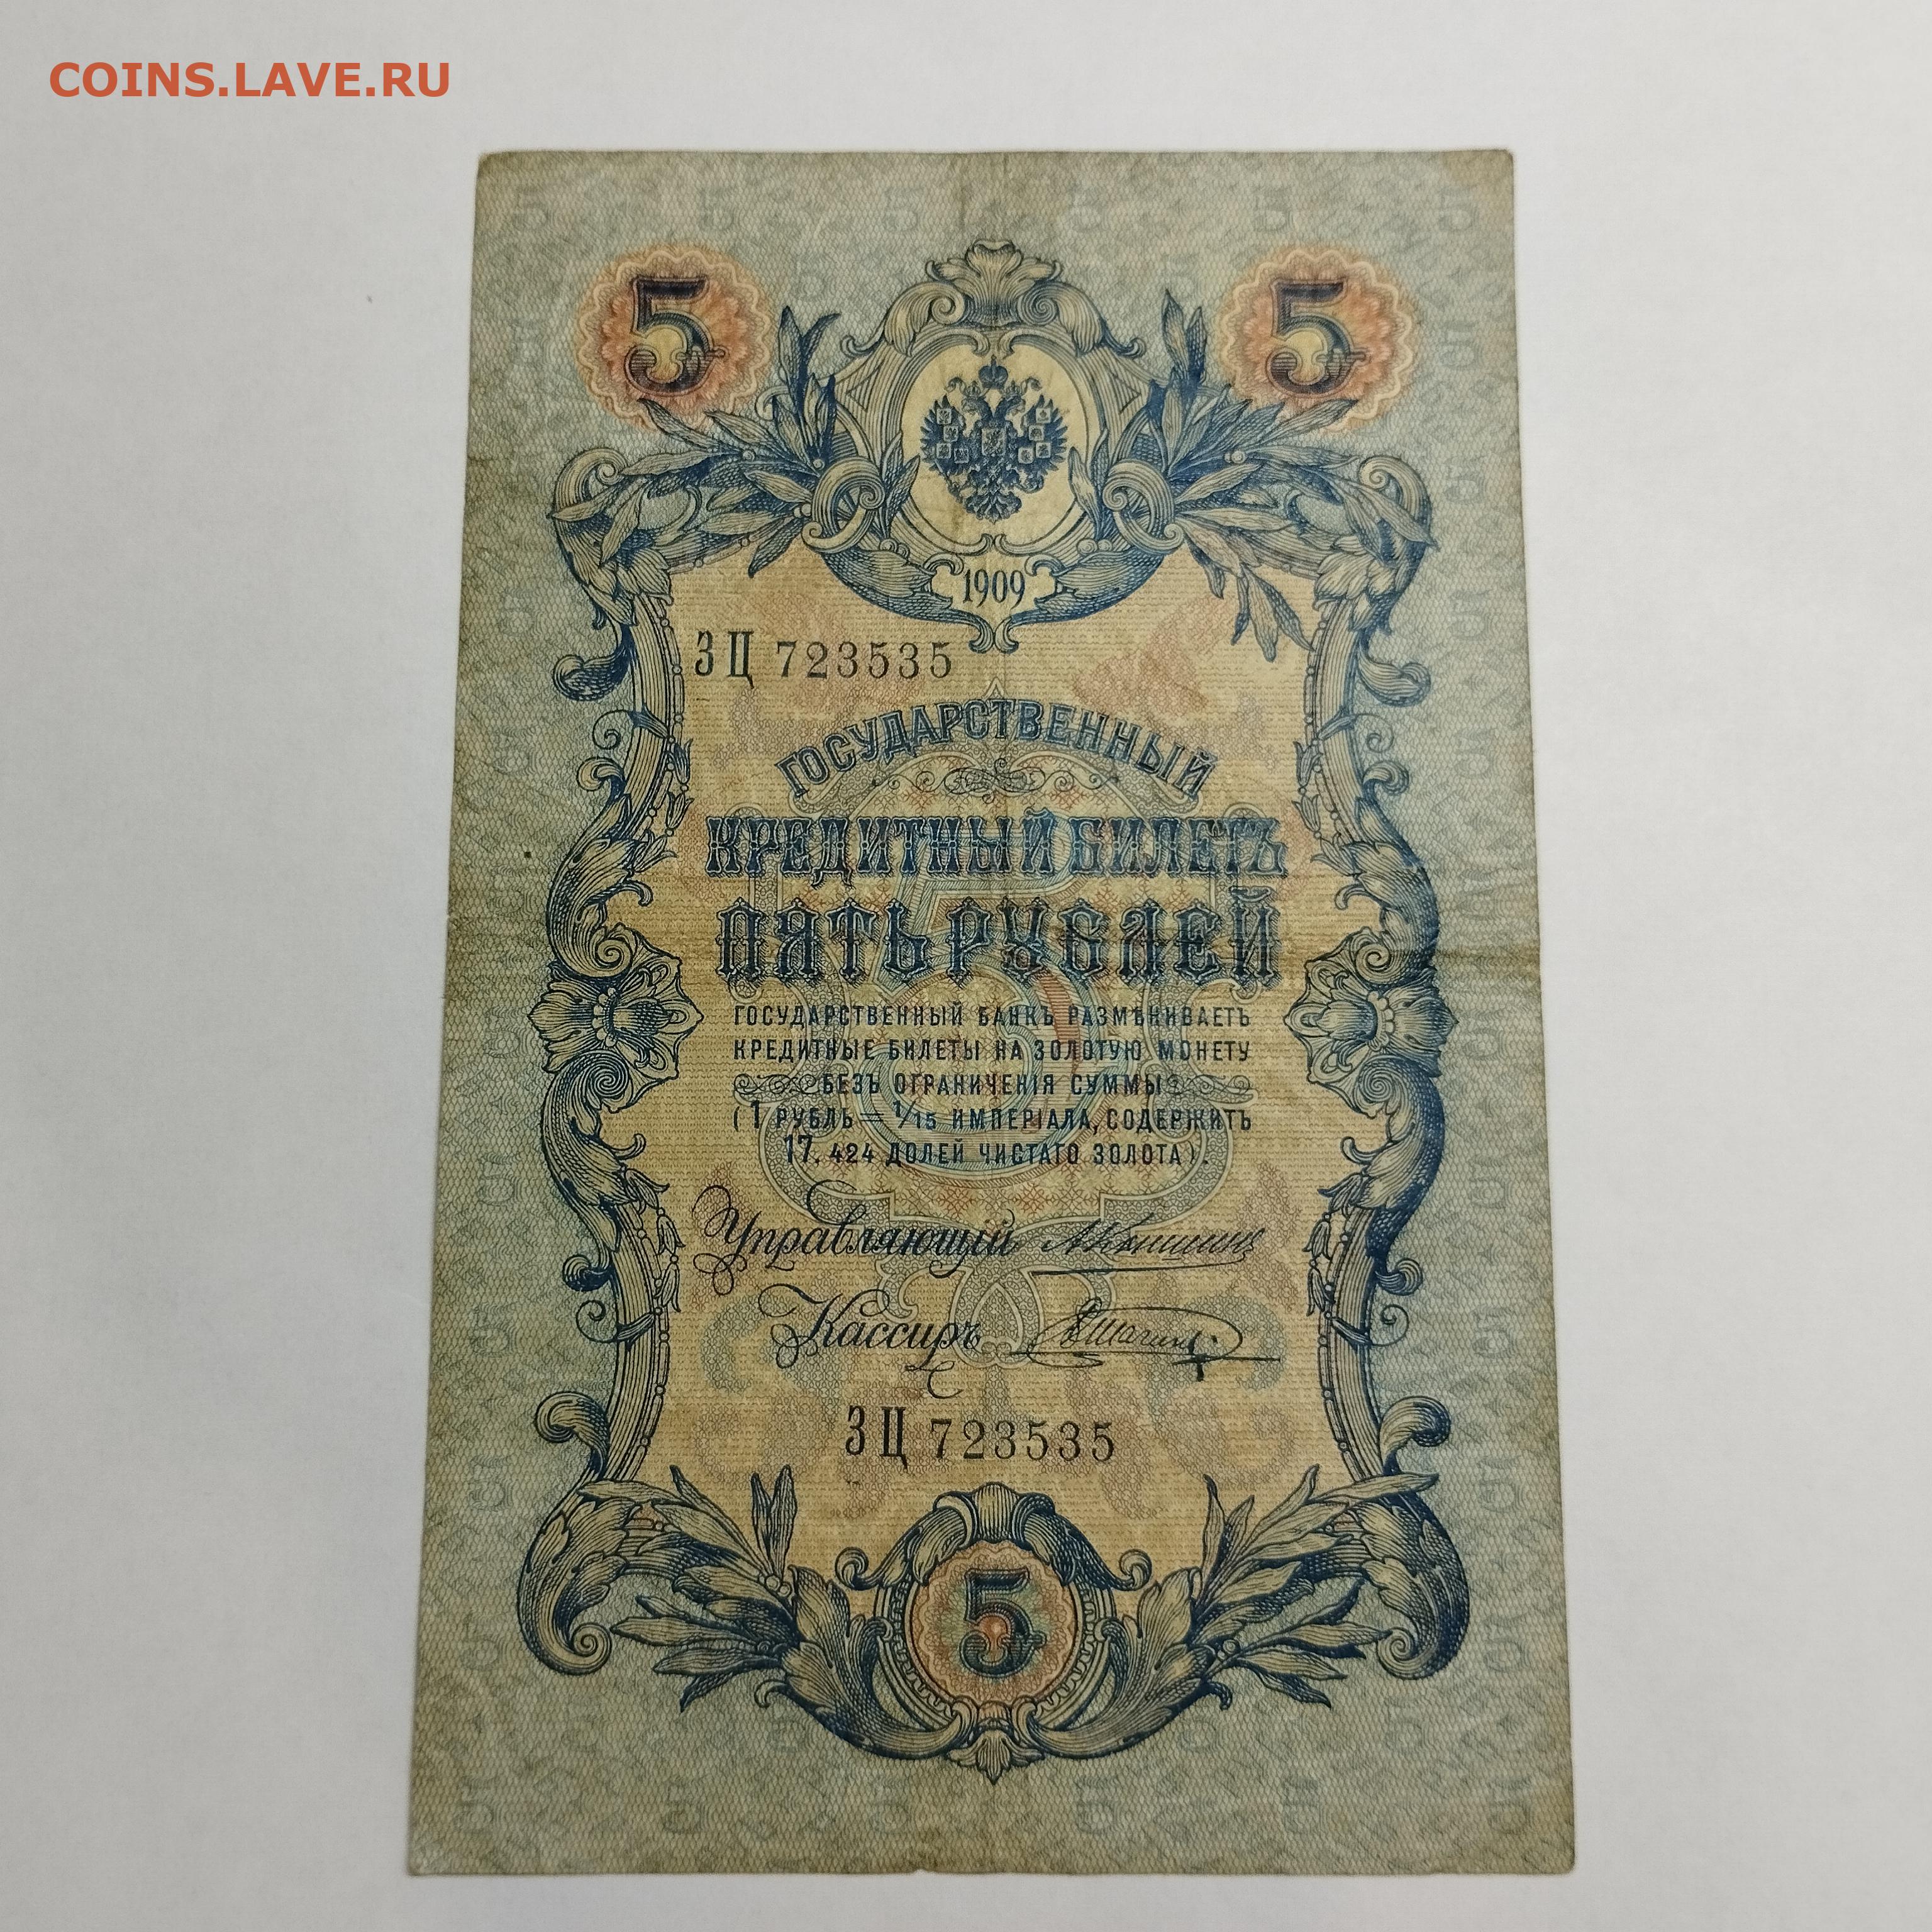 COINS.LAVE.RU
5 5
1909
ЗЦ 723535
ГОСУДАРСТВЕННЫЙ
КРЕДИТНЫЙ БИЛЕТЪ
ПЯТЬ РУБЛЕЙ
ГОСУДАРСТВЕННЫЙ БАНКЪ РАЗМѢНИВАЕТЪ
КРЕДИТНЫЕ БИЛЕТЫ НА ЗОЛОТУЮ МОНЕТУ
БЕЗЪ ОГРАНИЧЕНІЯ СУММЫ
(1 РУБЛЬ = 1/15 ИМПЕРІАЛА, СОДЕРЖИТЪ
17, 424 ДОЛЕЙ ЧИСТАГО ЗОЛОТА).
Управляющій АКоншинъ
Кассиръ
ЗЦ 723535
5